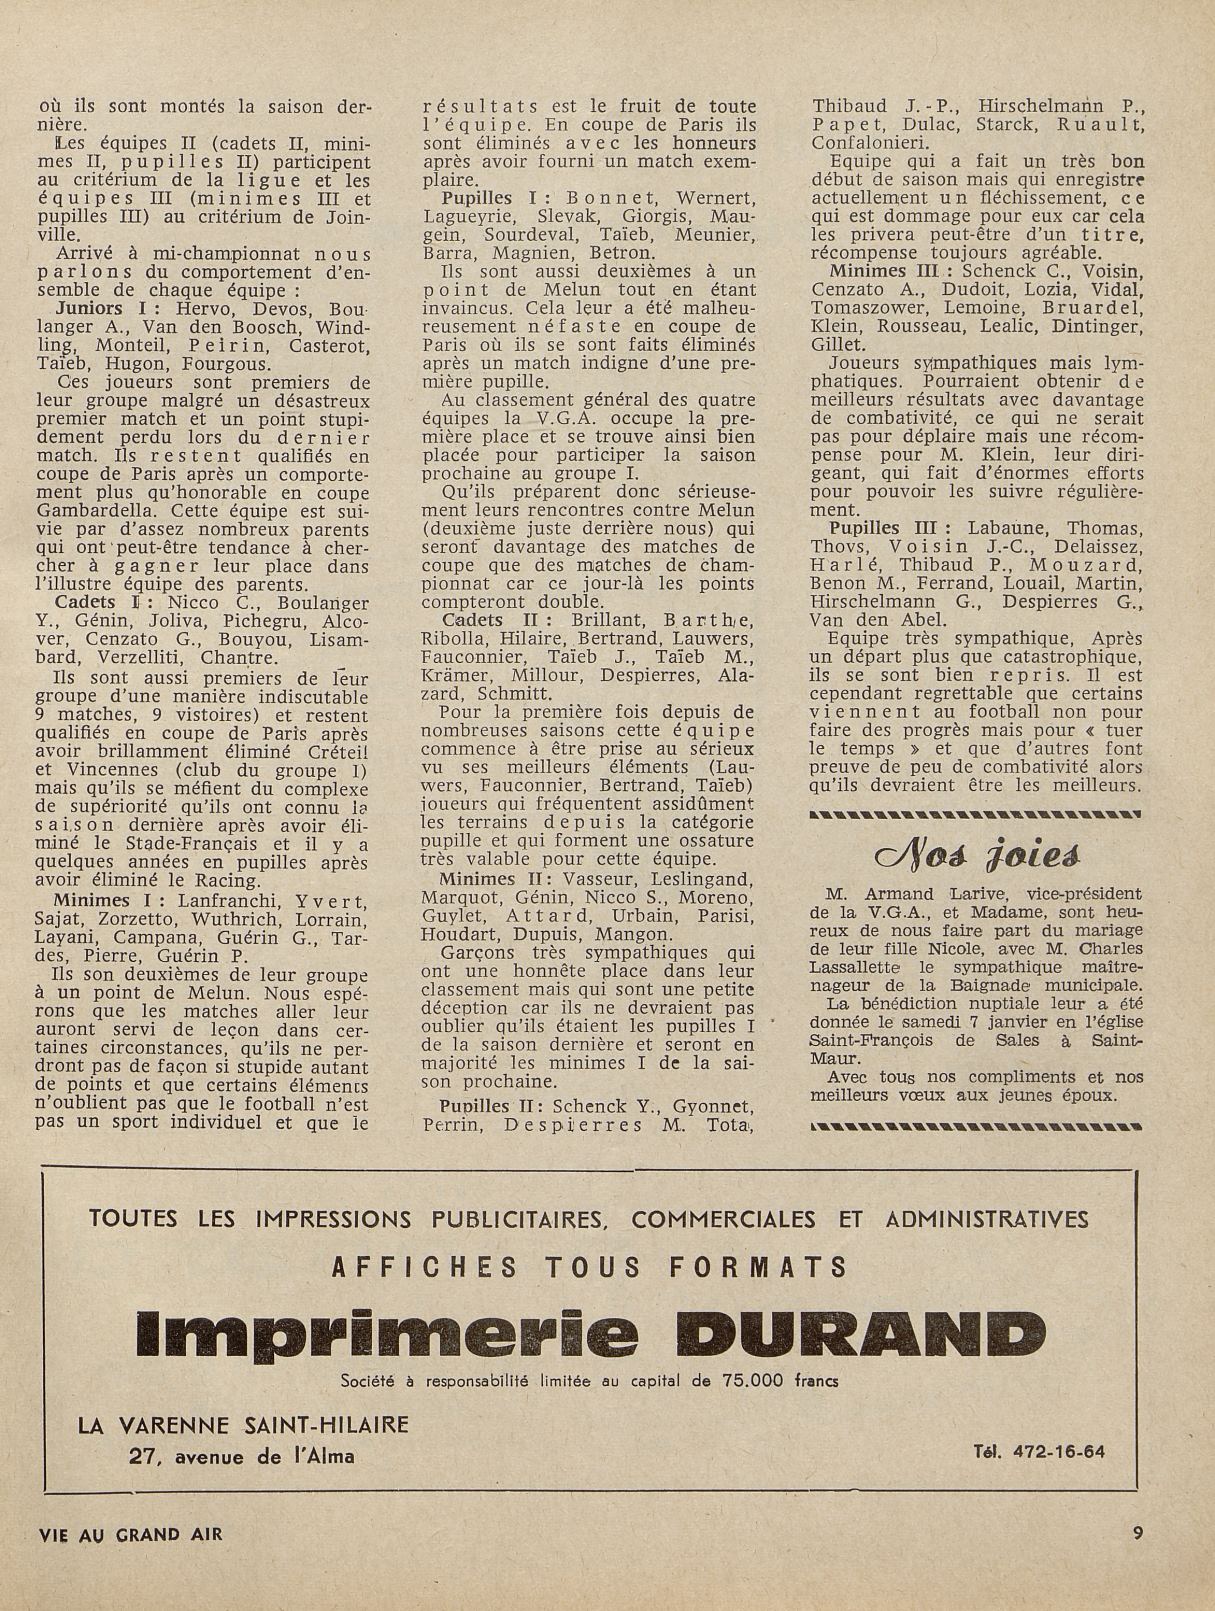 où ils sont montés la saison der-
nière.
Les équipes II (cadets II, mini-
mes II, pupilles II) participent
au critérium de la ligue et les
équipes III (minimes III et
pupilles III) au critérium de Join-
ville.
Arrivé à mi-championnat nous
parlons du comportement d'en-
semble de chaque équipe :
Juniors I : Hervo, Devos, Bou-
langer A., Van den Boosch, Wind-
ling, Monteil, Peirin, Casterot,
Taïeb, Hugon, Fourgous.
Ces joueurs sont premiers de
leur groupe malgré un désastreux
premier match et un point stupi-
dement perdu lors du dernier
match. Ils restent qualifiés en
coupe de Paris après un comporte-
ment plus qu'honorable en coupe
Gambardella. Cette équipe est sui-
vie par d'assez nombreux parents
qui ont peut-être tendance à cher-
cher à gagner leur place dans
l'illustre équipe des parents.
Cadets I : Nicco C., Boulanger
Y., Génin, Joliva, Pichegru, Alco-
ver, Cenzato G., Bouyou, Lisam-
bard, Verzelliti, Chantre.
Ils sont aussi premiers de leur
groupe d'une manière indiscutable
9 matches, 9 vistoires) et restent
qualifiés en coupe de Paris après
avoir brillamment éliminé Créteil
et Vincennes (club du groupe I)
mais qu'ils se méfient du complexe
de supériorité qu'ils ont connu la
saison dernière après avoir éli-
miné le Stade-Français et il y a
quelques années en pupilles après
avoir éliminé le Racing.
Minimes I : Lanfranchi, Yvert,
Sajat, Zorzetto, Wuthrich, Lorrain,
Layani, Campana, Guérin G., Tar-
des, Pierre, Guérin P.
Ils son deuxièmes de leur groupe
à un point de Melun. Nous espé-
rons que les matches aller leur
auront servi de leçon dans cer-
taines circonstances, qu'ils ne per-
dront pas de façon si stupide autant
de points et que certains éléments
n'oublient pas que le football n'est
pas un sport individuel et que le
résultats est le fruit de toute
l'équipe. En coupe de Paris ils
sont éliminés avec les honneurs
après avoir fourni un match exem-
plaire.
Pupilles I : Bonnet, Wernert,
Lagueyrie, Slevak, Giorgis, Mau-
gein, Sourdeval, Taïeb, Meunier,
Barra, Magnien, Betron.
Ils sont aussi deuxièmes à un
point de Melun tout en étant
invaincus. Cela leur a été malheu-
reusement néfaste en coupe de
Paris où ils se sont faits éliminés
après un match indigne d'une pre-
mière pupille.
Au classement général des quatre
équipes la V.G.A. occupe la pre-
mière place et se trouve ainsi bien
placée pour participer la saison
prochaine au groupe I.
Qu'ils préparent donc sérieuse-
ment leurs rencontres contre Melun
(deuxième juste derrière nous) qui
seront davantage des matches de
coupe que des matches de cham-
pionnat car ce jour-là les points
compteront double.
Cadets II : Brillant, Barthe,
Ribolla, Hilaire, Bertrand, Lauwers,
Fauconnier, Taïeb J., Taïeb M.,
Krämer, Millour, Despierres, Ala-
zard, Schmitt.
Pour la première fois depuis de
nombreuses saisons cette équipe
commence à être prise au sérieux
vu ses meilleurs éléments (Lau-
wers, Fauconnier, Bertrand, Taïeb)
joueurs qui fréquentent assidûment
les terrains depuis la catégorie
pupille et qui forment une ossature
très valable pour cette équipe.
Minimes II : Vasseur, Leslingand,
Marquot, Génin, Nicco S., Moreno,
Guylet, Attard, Urbain, Parisi,
Houdart, Dupuis, Mangon.
Garçons très sympathiques qui
ont une honnête place dans leur
classement mais qui sont une petite
déception car ils ne devraient pas
oublier qu'ils étaient les pupilles I
de la saison dernière et seront en
majorité les minimes I de la sai-
son prochaine.
Pupilles II : Schenck Y., Gyonnet,
Perrin, Despierres M. Tota,
Thibaud J.-P., Hirschelmann P.,
Papet, Dulac, Starck, Ruault,
Confalonieri.
Equipe qui a fait un très bon
début de saison mais qui enregistre
actuellement un fléchissement, ce
qui est dommage pour eux car cela
les privera peut-être d'un titre,
récompense toujours agréable.
Minimes III : Schenck C., Voisin,
Cenzato A., Dudoit, Lozia, Vidal,
Tomaszower, Lemoine, Bruardel,
Klein, Rousseau, Lealic, Dintinger,
Gillet.
Joueurs sympathiques mais lym-
phatiques. Pourraient obtenir de
meilleurs résultats avec davantage
de combativité, ce qui ne serait
pas pour déplaire mais une récom-
pense pour M. Klein, leur diri-
geant, qui fait d'énormes efforts
pour pouvoir les suivre régulière-
ment.
Pupilles III : Labaune, Thomas,
Thovs, Voisin J.-C., Delaissez,
Harlé, Thibaud P., Mouzard,
Benon M., Ferrand, Louail, Martin,
Hirschelmann G., Despierres G.,
Van den Abel.
Equipe très sympathique, Après
un départ plus que catastrophique,
ils se sont bien repris. Il est
cependant regrettable que certains
viennent au football non pour
faire des progrès mais pour « tuer
le temps » et que d'autres font
preuve de peu de combativité alors
qu'ils devraient être les meilleurs.
Nos joies
M. Armand Larive, vice-président
de la V.G.A., et Madame, sont heu-
reux de nous faire part du mariage
de leur fille Nicole, avec M. Charles
Lassallette le sympathique maître-
nageur de la Baignade municipale.
La bénédiction nuptiale leur a été
donnée le samedi 7 janvier en l'église
Saint-François de Sales à Saint-
Maur.
Avec tous nos compliments et nos
meilleurs vœux aux jeunes époux.
TOUTES LES IMPRESSIONS PUBLICITAIRES, COMMERCIALES ET ADMINISTRATIVES
AFFICHES TOUS FORMATS
Imprimerie DURAND
Société à responsabilité limitée au capital de 75.000 francs
LA VARENNE SAINT-HILAIRE
27, avenue de l'Alma
Tél. 472-16-64
VIE AU GRAND AIR
9